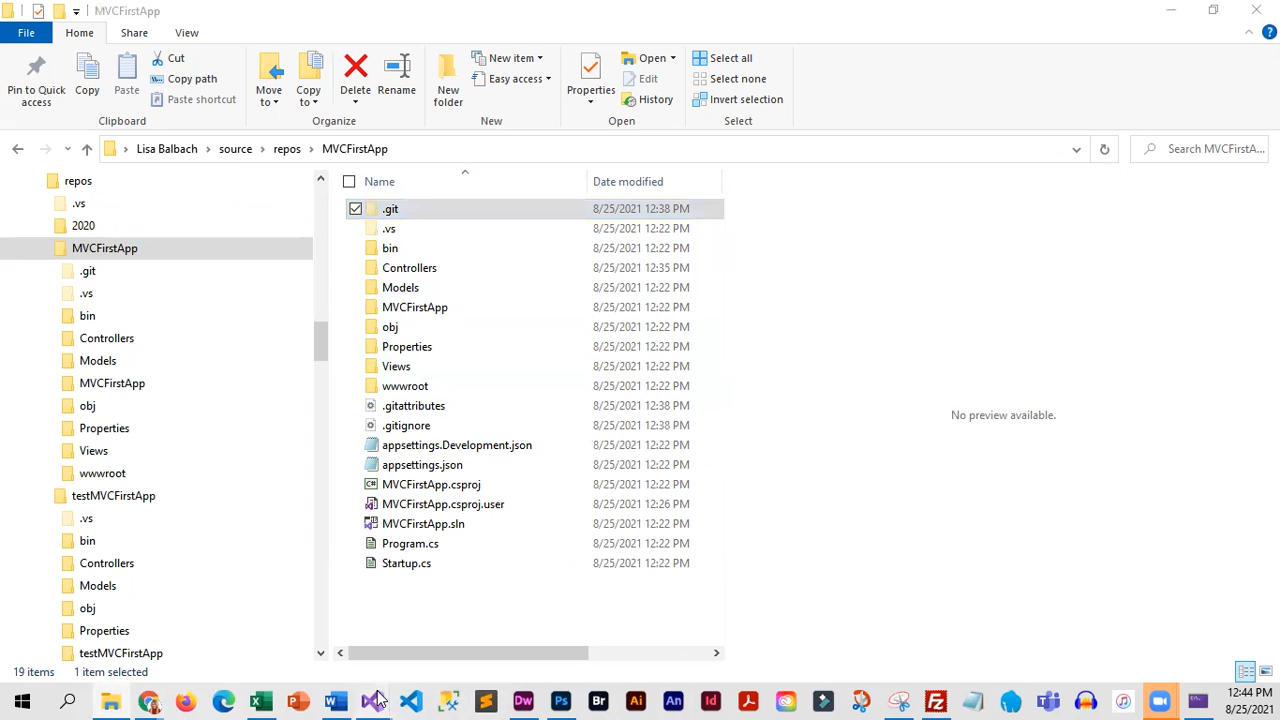 MVCFirstApp
File Home Share View
Pin to Quick access
Copy
Paste
Cut
Copy path
Paste shortcut
Move to
Copy to
Delete
Rename
New folder
New item
Easy access
Properties
Open
Edit
History
Select all
Select none
Invert selection
Clipboard Organize New Open Select
Lisa Balbach source repos MVCFirstApp
Search MVCFirstA...
repos
.vs
2020
MVCFirstApp
.git
.vs
bin
Controllers
Models
MVCFirstApp
obj
Properties
Views
wwwroot
testMVCFirstApp
.vs
bin
Controllers
Models
obj
Properties
testMVCFirstApp
Name Date modified
.git 8/25/2021 12:38 PM
.vs 8/25/2021 12:22 PM
bin 8/25/2021 12:22 PM
Controllers 8/25/2021 12:35 PM
Models 8/25/2021 12:22 PM
MVCFirstApp 8/25/2021 12:22 PM
obj 8/25/2021 12:22 PM
Properties 8/25/2021 12:22 PM
Views 8/25/2021 12:22 PM
wwwroot 8/25/2021 12:22 PM
.gitattributes 8/25/2021 12:38 PM
.gitignore 8/25/2021 12:38 PM
appsettings.Development.json 8/25/2021 12:22 PM
appsettings.json 8/25/2021 12:22 PM
MVCFirstApp.csproj 8/25/2021 12:22 PM
MVCFirstApp.csproj.user 8/25/2021 12:26 PM
MVCFirstApp.sln 8/25/2021 12:22 PM
Program.cs 8/25/2021 12:22 PM
Startup.cs 8/25/2021 12:22 PM
No preview available.
19 items 1 item selected
Dw Ps Br Ai An Id
12:44 PM
8/25/2021